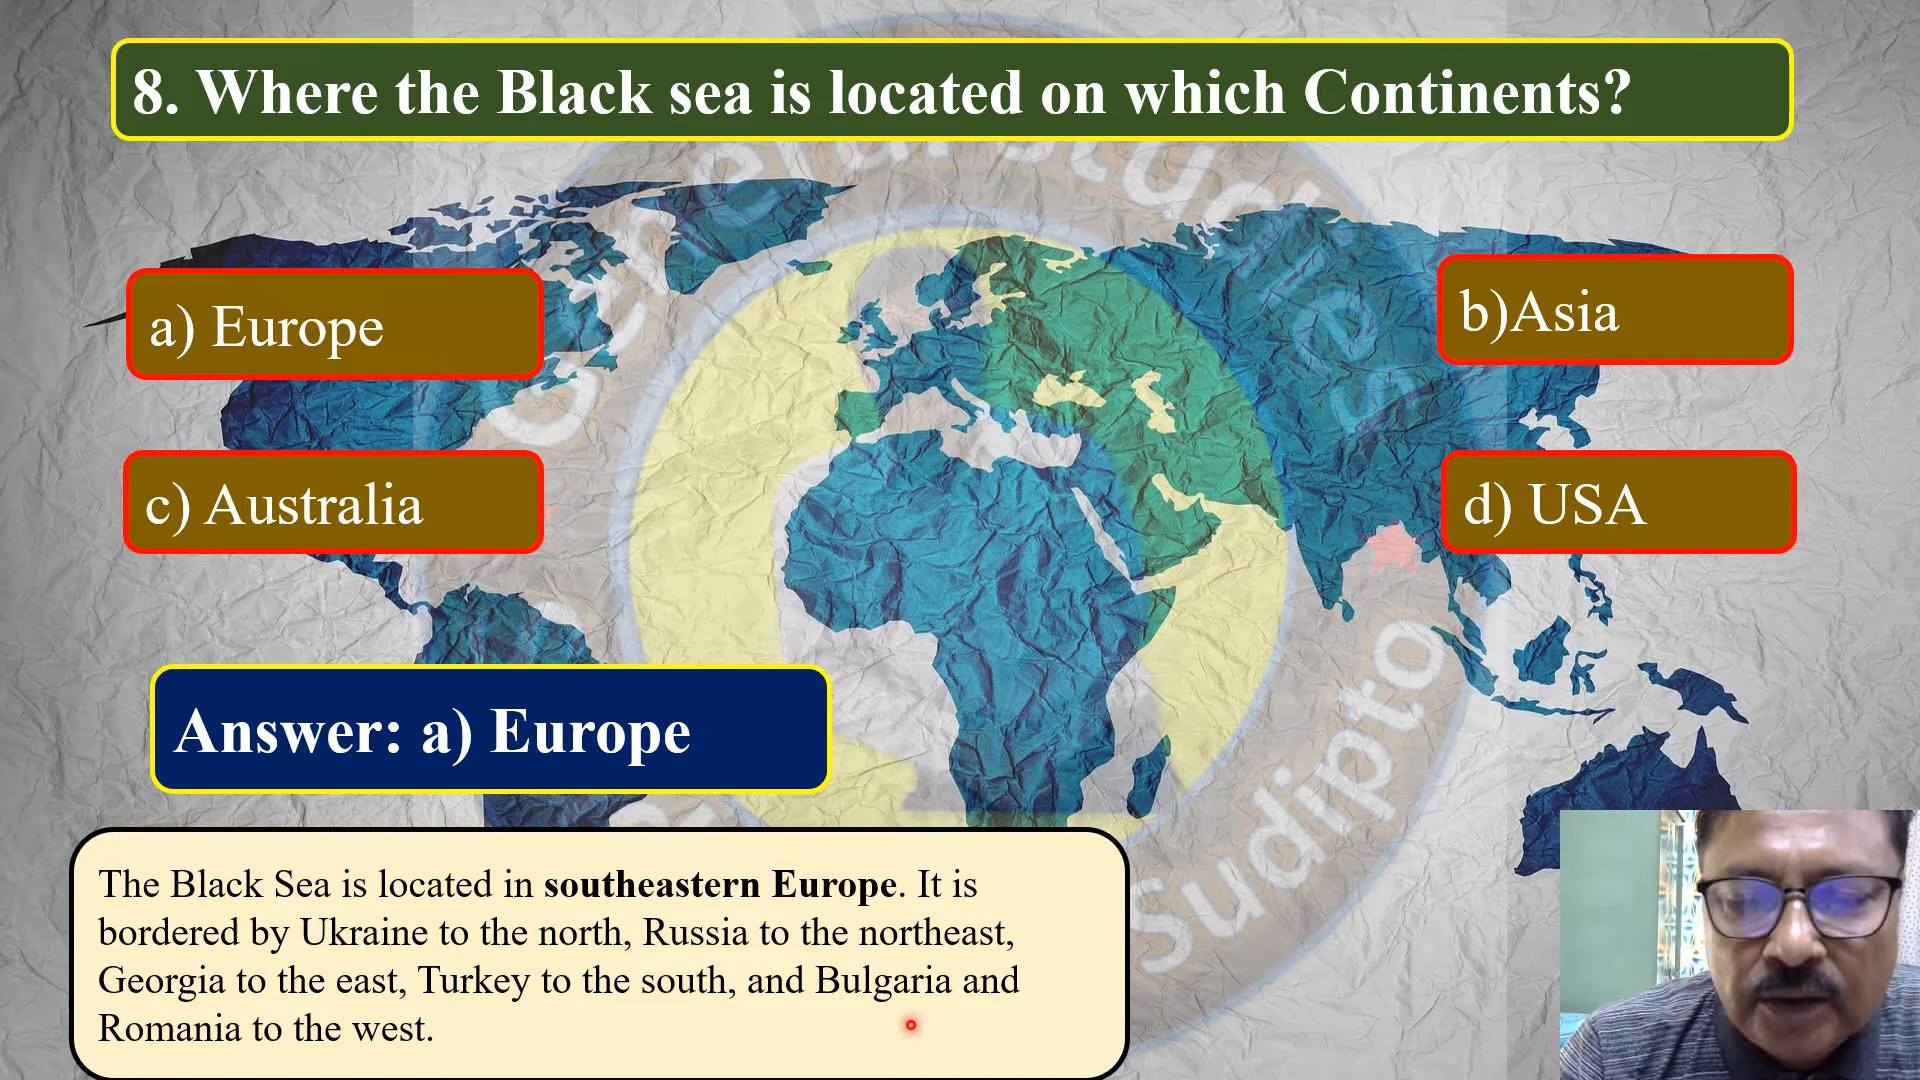 8. Where the Black sea is located on which Continents?
a) Europe
b)Asia
c) Australia
d) USA
Answer: a) Europe
The Black Sea is located in southeastern Europe. It is
bordered by Ukraine to the north, Russia to the northeast,
Georgia to the east, Turkey to the south, and Bulgaria and
Romania to the west.
Sudipto